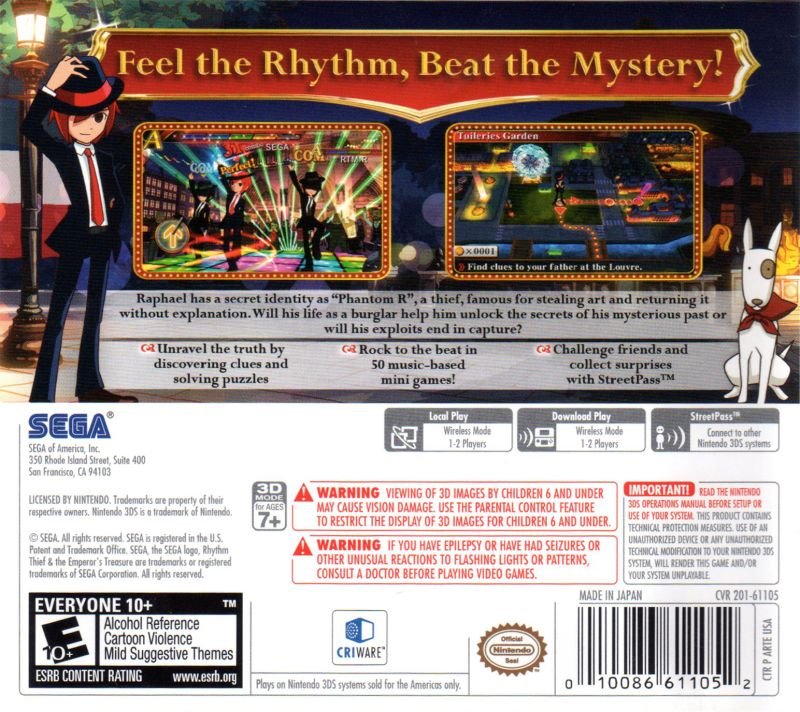 Feel the Rhythm, Beat the Mystery!
A
SEGA
COM
Perfect
COM
RTMR
Tuileries Garden
×0001
Find clues to your father at the Louvre.
Raphael has a secret identity as “Phantom R”, a thief, famous for stealing art and returning it
without explanation. Will his life as a burglar help him unlock the secrets of his mysterious past or
will his exploits end in capture?
Unravel the truth by
discovering clues and
solving puzzles
Rock to the beat in
50 music-based
mini games!
Challenge friends and
collect surprises
with StreetPass™
SEGA®
SEGA of America, Inc.
350 Rhode Island Street, Suite 400
San Francisco, CA 94103
Local Play
Wireless Mode
1-2 Players
Download Play
Wireless Mode
1-2 Players
StreetPass™
Connect to other
Nintendo 3DS systems
LICENSED BY NINTENDO. Trademarks are property of their
respective owners. Nintendo 3DS is a trademark of Nintendo.
© SEGA. All rights reserved. SEGA is registered in the U.S.
Patent and Trademark Office. SEGA, the SEGA logo, Rhythm
Thief & the Emperor's Treasure are trademarks or registered
trademarks of SEGA Corporation. All rights reserved.
3D
MODE
for AGES
7+
WARNING VIEWING OF 3D IMAGES BY CHILDREN 6 AND UNDER
MAY CAUSE VISION DAMAGE. USE THE PARENTAL CONTROL FEATURE
TO RESTRICT THE DISPLAY OF 3D IMAGES FOR CHILDREN 6 AND UNDER.
WARNING IF YOU HAVE EPILEPSY OR HAVE HAD SEIZURES OR
OTHER UNUSUAL REACTIONS TO FLASHING LIGHTS OR PATTERNS,
CONSULT A DOCTOR BEFORE PLAYING VIDEO GAMES.
IMPORTANT! READ THE NINTENDO
3DS OPERATIONS MANUAL BEFORE SETUP OR
USE OF YOUR SYSTEM. THIS PRODUCT CONTAINS
TECHNICAL PROTECTION MEASURES. USE OF AN
UNAUTHORIZED DEVICE OR ANY UNAUTHORIZED
TECHNICAL MODIFICATION TO YOUR NINTENDO 3DS
SYSTEM, WILL RENDER THIS GAME AND/OR
YOUR SYSTEM UNPLAYABLE.
MADE IN JAPAN
CVR 201-61105
EVERYONE 10+ ™
E
10+
Alcohol Reference
Cartoon Violence
Mild Suggestive Themes
ESRB CONTENT RATING www.esrb.org
CRIWARE™
Official
Nintendo
Seal
Plays on Nintendo 3DS systems sold for the Americas only.
0 10086 61105 2
CTR P ARTE USA